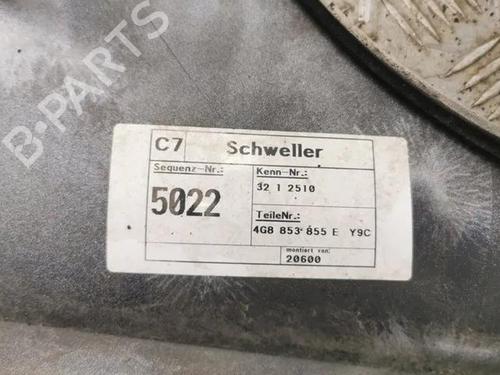 B-PARTS
C7 Schweller
Sequenz-Nr.: Kenn-Nr.:
5022 32 1 2510
TeileNr.:
4G8 853 855 E Y9C
montiert von:
20600